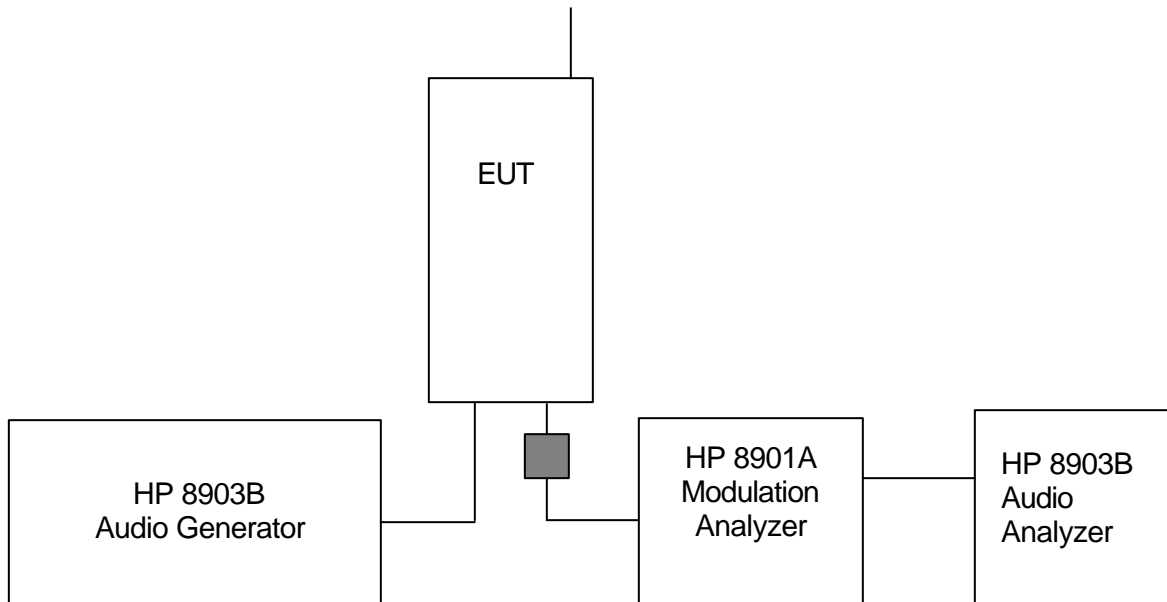 EUT
HP 8903B
Audio Generator
HP 8901A
Modulation
Analyzer
HP 8903B
Audio
Analyzer